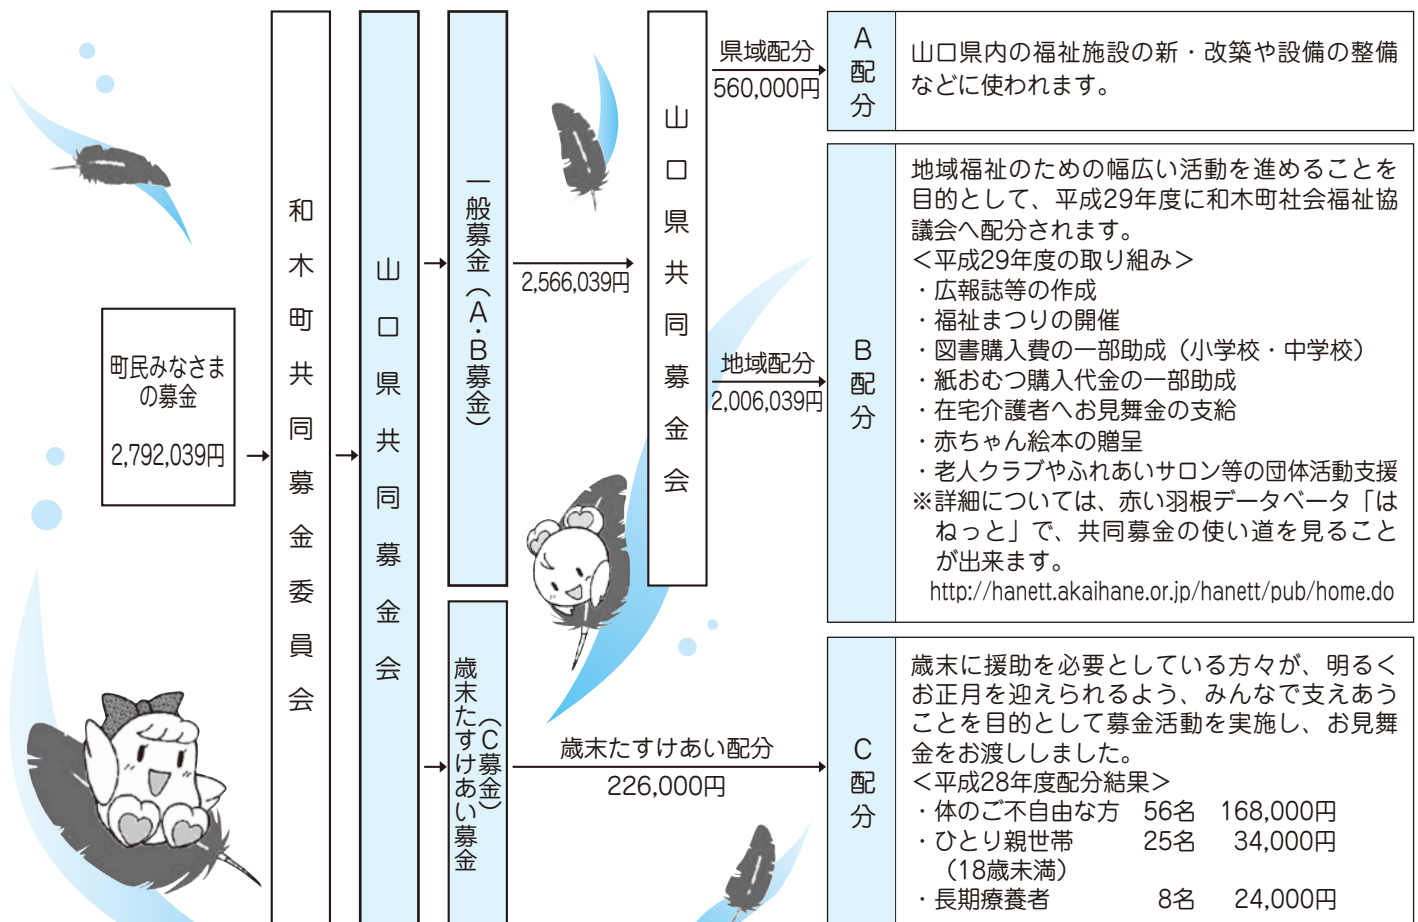 町民みなさま
の募金
2,792,039円
和木町共同募金委員会
山口県共同募金会
一般募金（A・B募金）
2,566,039円
山口県共同募金会
県域配分
560,000円
A配分
山口県内の福祉施設の新・改築や設備の整備
などに使われます。
地域配分
2,006,039円
B配分
地域福祉のための幅広い活動を進めることを
目的として、平成29年度に和木町社会福祉協
議会へ配分されます。
＜平成29年度の取り組み＞
・広報誌等の作成
・福祉まつりの開催
・図書購入費の一部助成（小学校・中学校）
・紙おむつ購入代金の一部助成
・在宅介護者へお見舞金の支給
・赤ちゃん絵本の贈呈
・老人クラブやふれあいサロン等の団体活動支援
※詳細については、赤い羽根データベータ「は
ねっと」で、共同募金の使い道を見ること
が出来ます。
http://hanett.akaihane.or.jp/hanett/pub/home.do
歳末たすけあい募金
（C募金）
歳末たすけあい配分
226,000円
C配分
歳末に援助を必要としている方々が、明るく
お正月を迎えられるよう、みんなで支えあう
ことを目的として募金活動を実施し、お見舞
金をお渡ししました。
＜平成28年度配分結果＞
・体のご不自由な方 56名 168,000円
・ひとり親世帯 25名 34,000円
（18歳未満）
・長期療養者 8名 24,000円